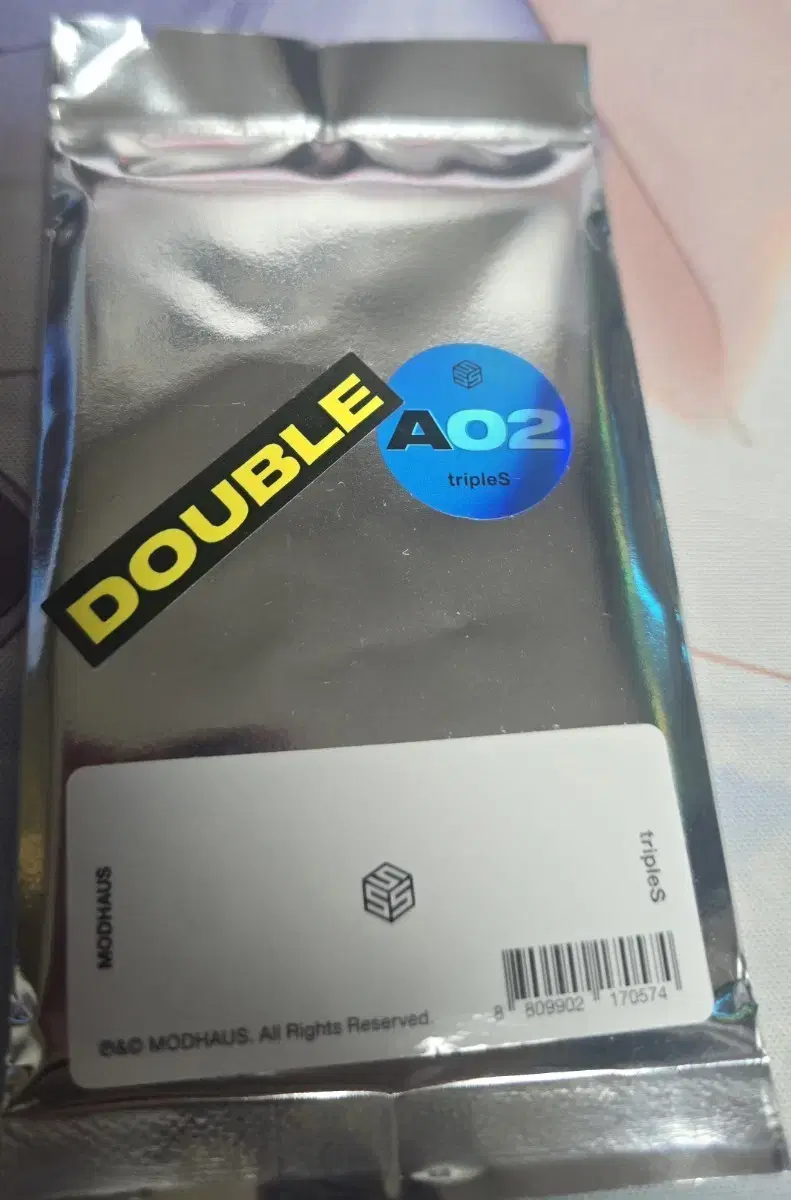 DOUBLE
A02
tripleS
MODHAUS
tripleS
8 809902 170574
℗&© MODHAUS. All Rights Reserved.